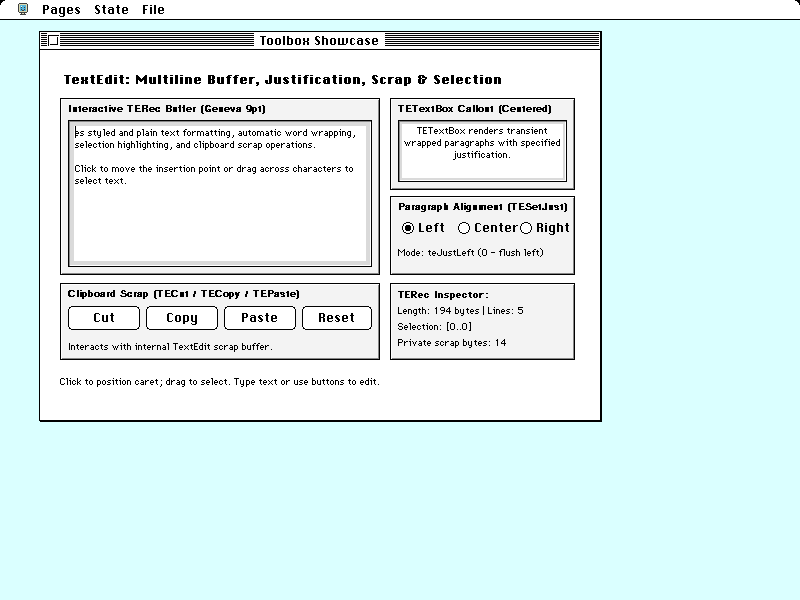 Pages State File
Toolbox Showcase
TextEdit: Multiline Buffer, Justification, Scrap & Selection
Interactive TERec Buffer (Geneva 9pt)
es styled and plain text formatting, automatic word wrapping,
selection highlighting, and clipboard scrap operations.
Click to move the insertion point or drag across characters to
select text.
TETextBox Callout (Centered)
TETextBox renders transient
wrapped paragraphs with specified
justification.
Paragraph Alignment (TESetJust)
Left Center Right
Mode: teJustLeft (0 - flush left)
Clipboard Scrap (TECut / TECopy / TEPaste)
Cut Copy Paste Reset
Interacts with internal TextEdit scrap buffer.
TERec Inspector:
Length: 194 bytes | Lines: 5
Selection: [0..0]
Private scrap bytes: 14
Click to position caret; drag to select. Type text or use buttons to edit.